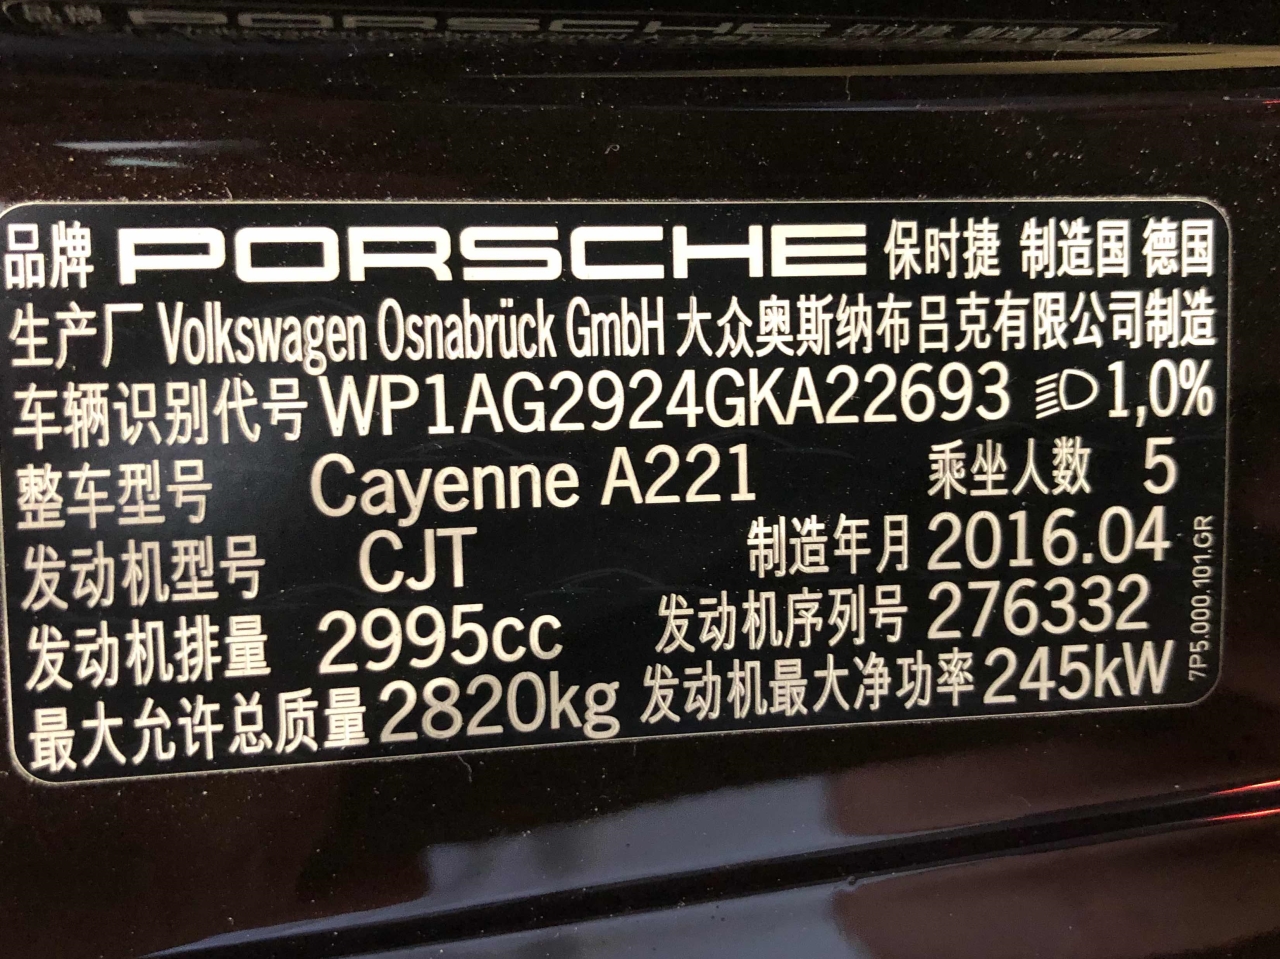 品牌 PORSCHE 保时捷 制造国 德国
生产厂 Volkswagen Osnabrück GmbH 大众奥斯纳布吕克有限公司制造
车辆识别代号 WP1AG2924GKA22693 1,0%
整车型号 Cayenne A221 乘坐人数 5
发动机型号 CJT 制造年月 2016.04
发动机排量 2995cc 发动机序列号 276332
最大允许总质量 2820kg 发动机最大净功率 245kW
7P5.000.101.GR